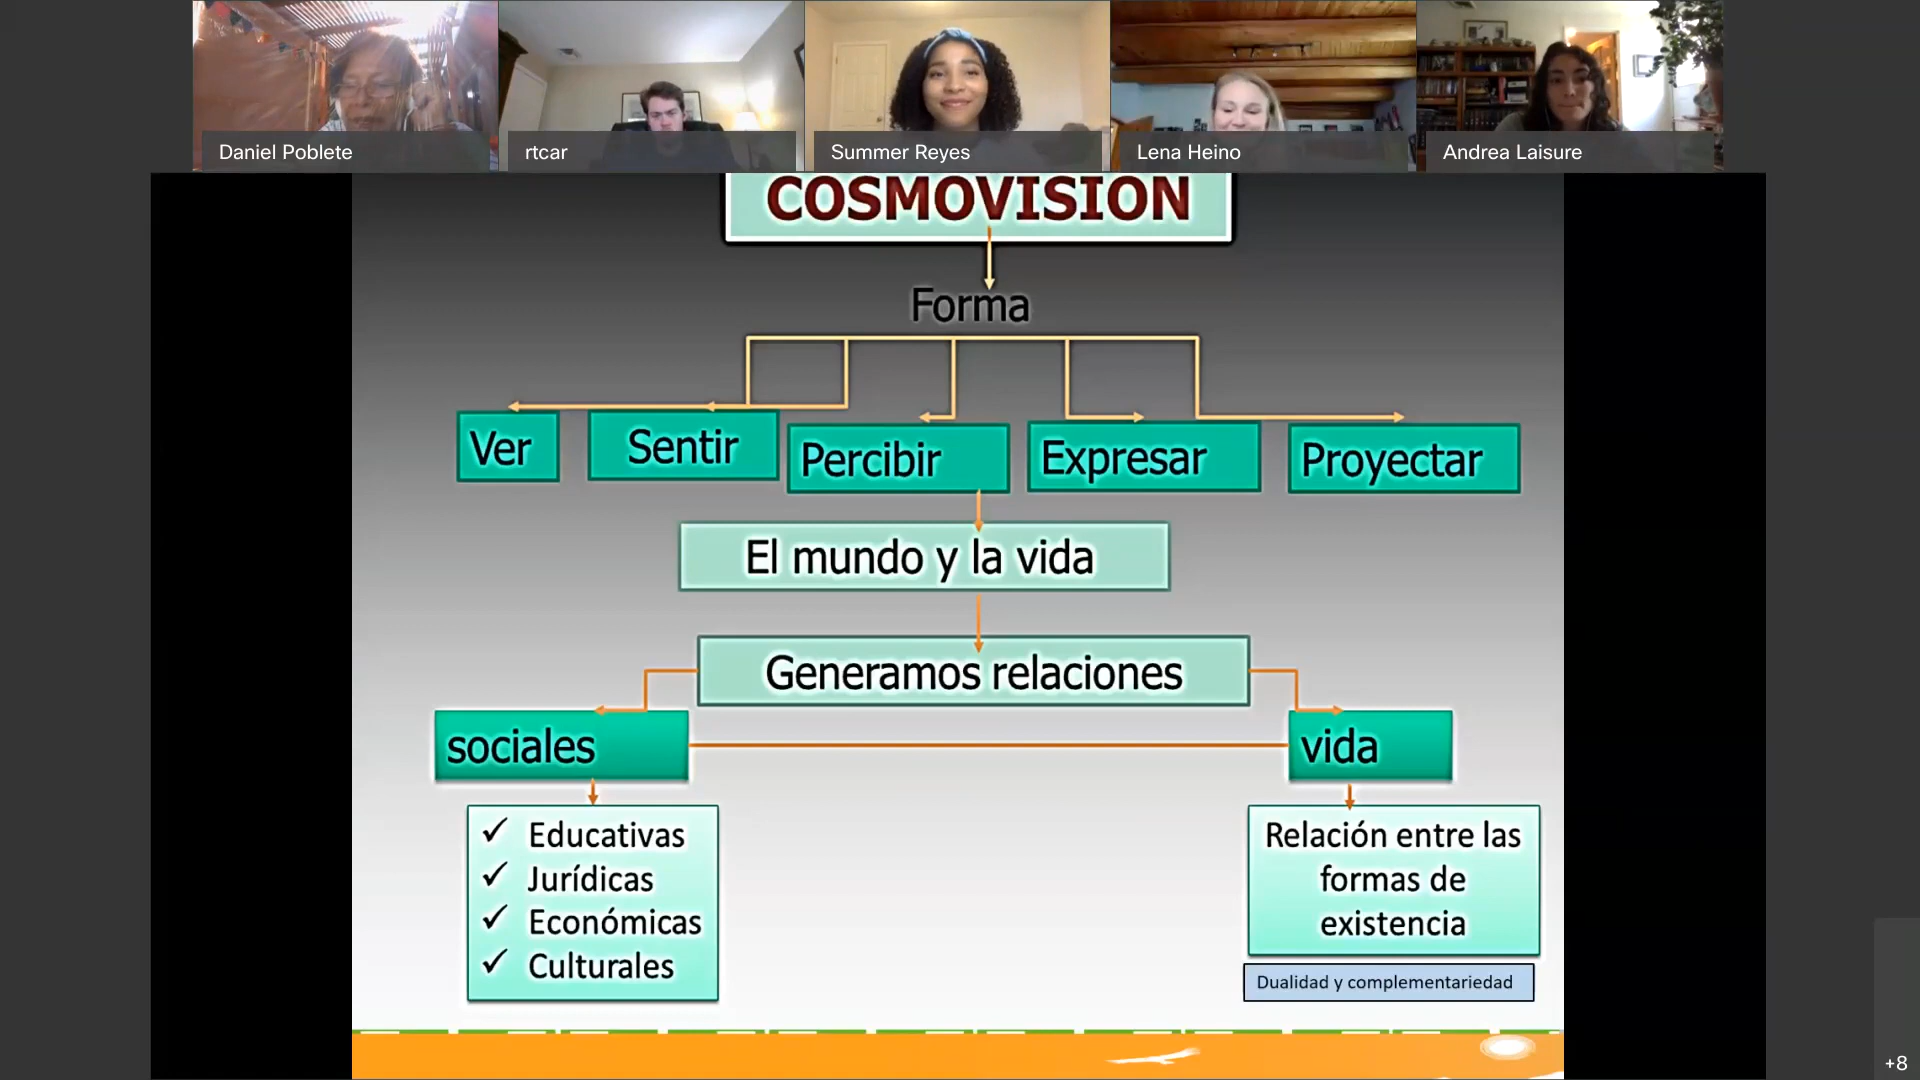 Daniel Poblete
rtcar
Summer Reyes
Lena Heino
Andrea Laisure
COSMOVISION
Forma
Ver
Sentir
Percibir
Expresar
Proyectar
El mundo y la vida
Generamos relaciones
sociales
vida
✓ Educativas
✓ Jurídicas
✓ Económicas
✓ Culturales
Relación entre las
formas de
existencia
Dualidad y complementariedad
+8